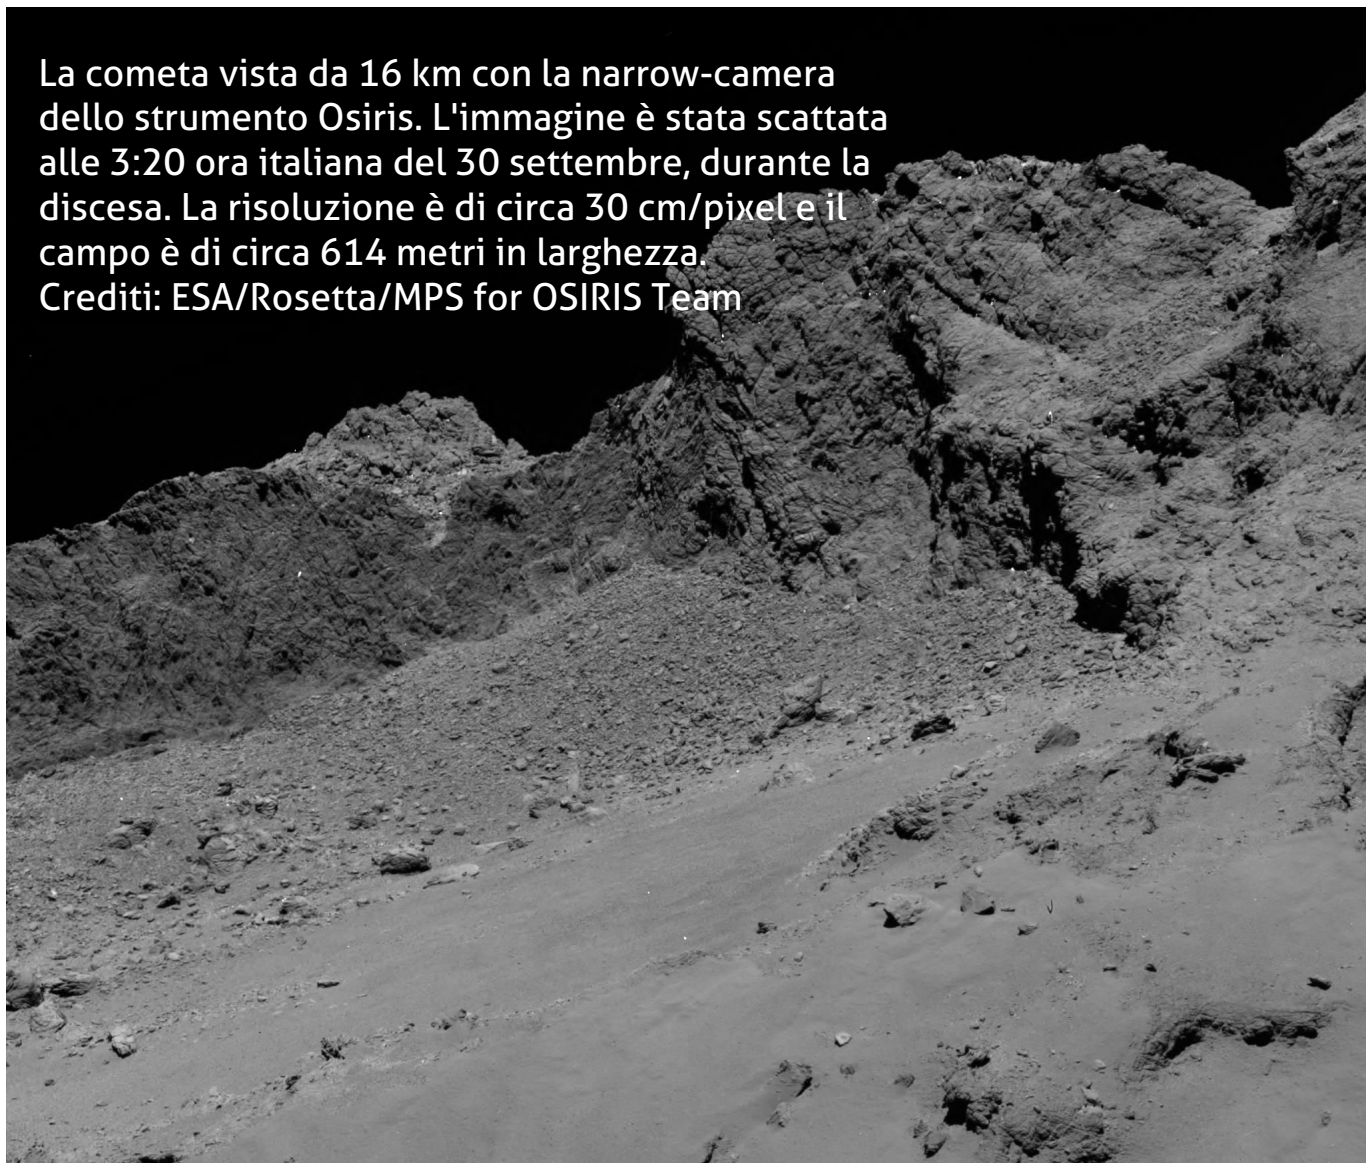 La cometa vista da 16 km con la narrow-camera
dello strumento Osiris. L'immagine è stata scattata
alle 3:20 ora italiana del 30 settembre, durante la
discesa. La risoluzione è di circa 30 cm/pixel e il
campo è di circa 614 metri in larghezza.
Crediti: ESA/Rosetta/MPS for OSIRIS Team